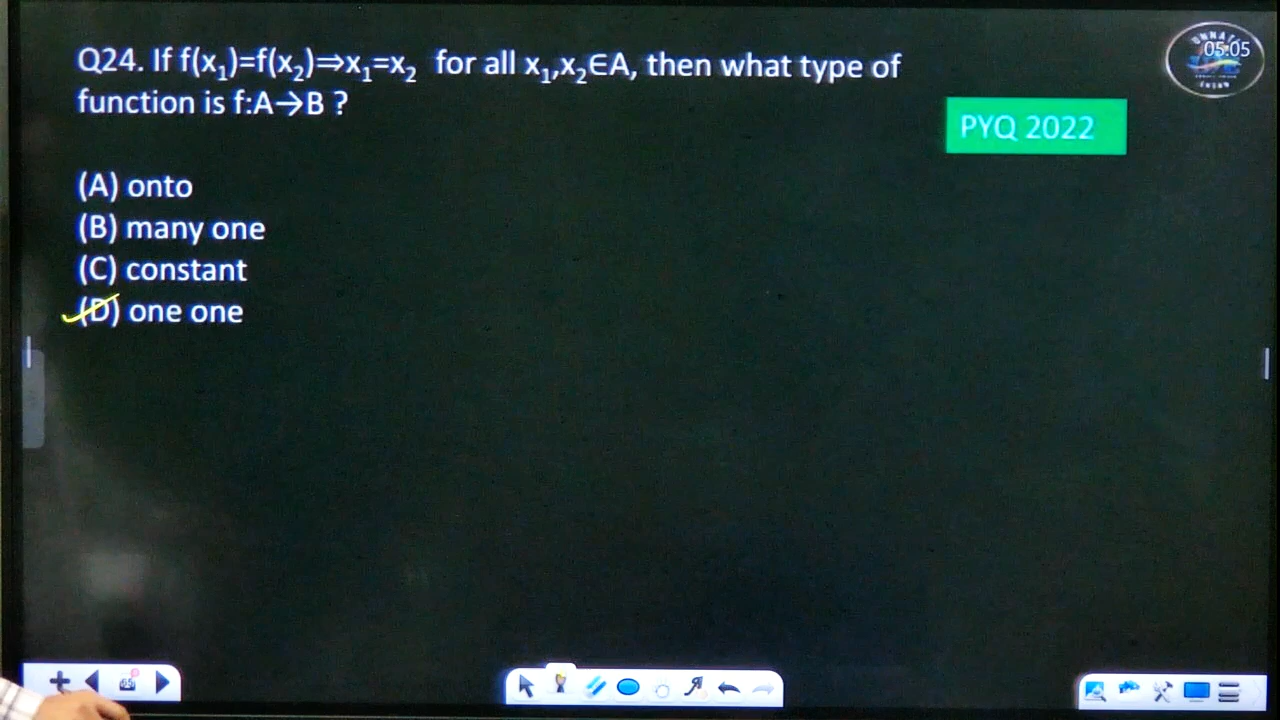 Q24. If f(x₁)=f(x₂)⇒x₁=x₂ for all x₁,x₂∈A, then what type of
05:05
function is f:A→B ?
PYQ 2022
(A) onto
(B) many one
(C) constant
(D) one one